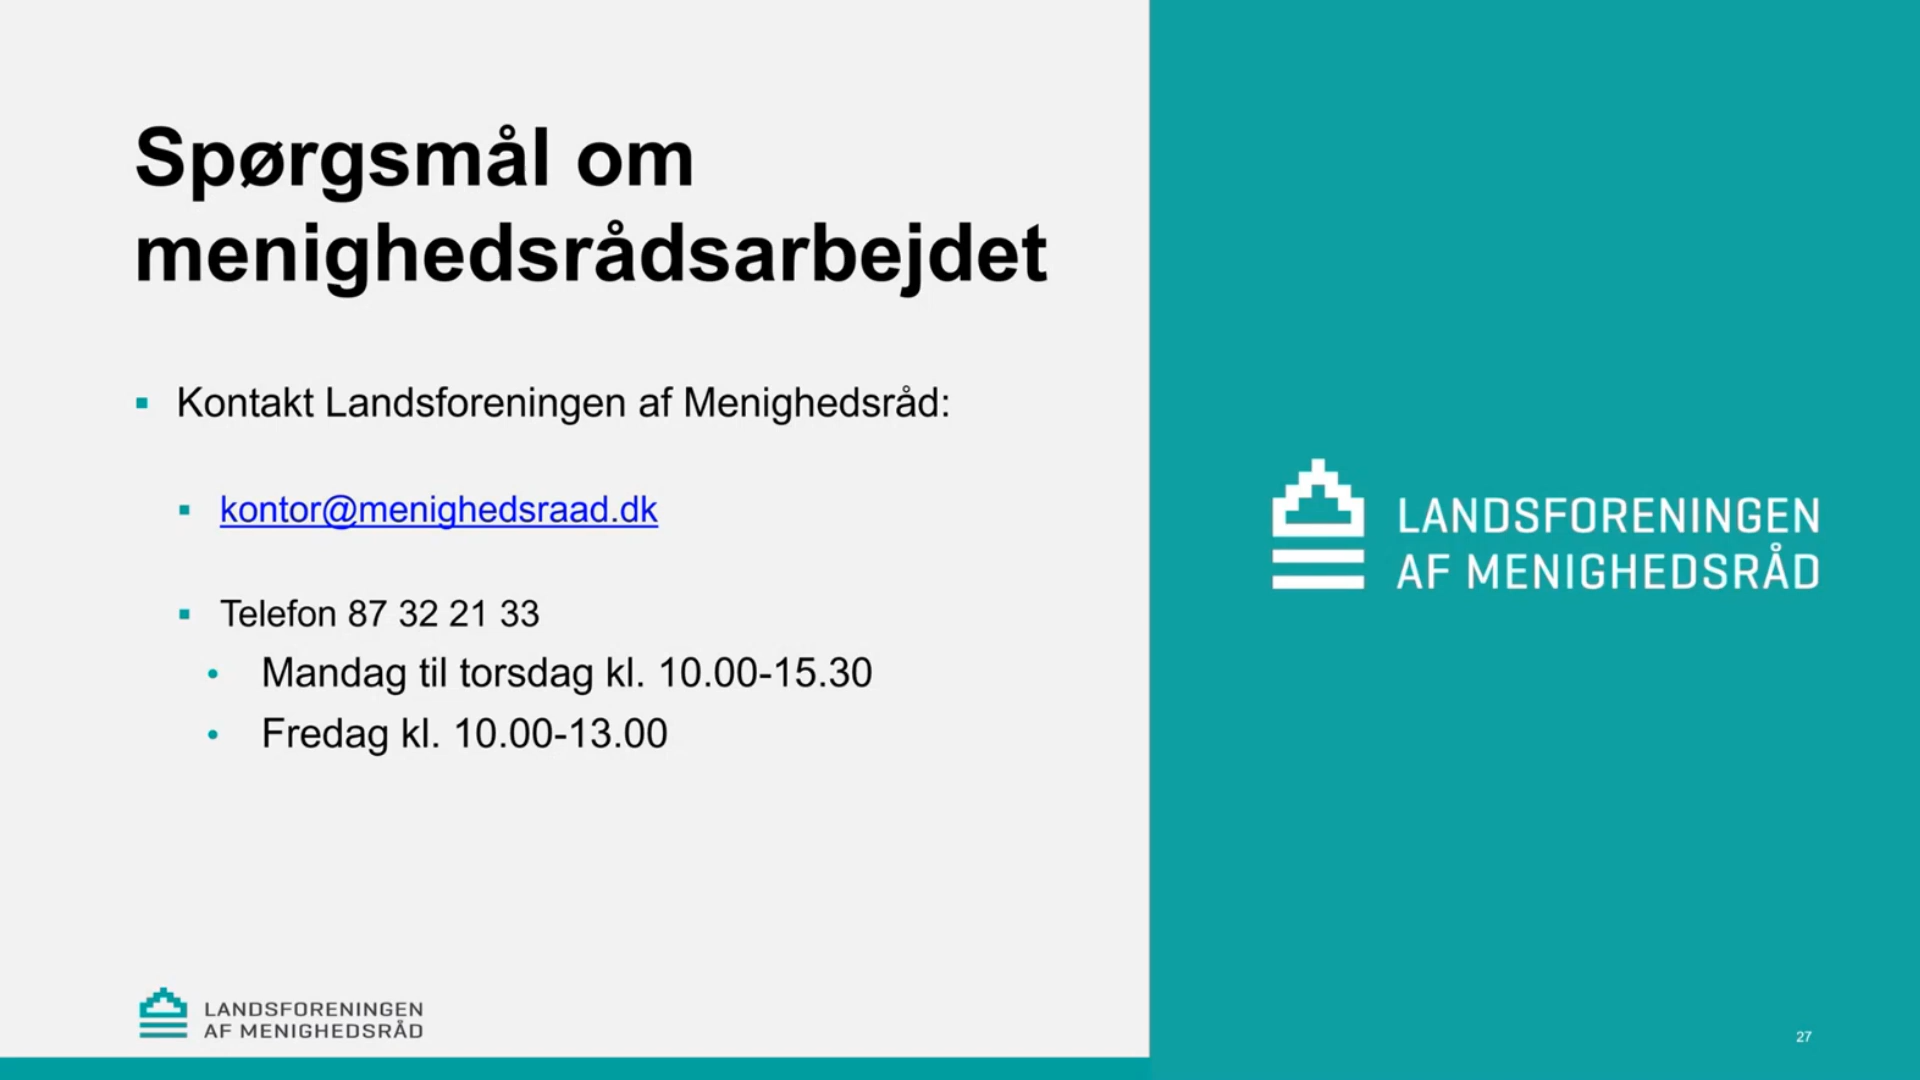 Spørgsmål om
menighedsrådsarbejdet
Kontakt Landsforeningen af Menighedsråd:
kontor@menighedsraad.dk
Telefon 87 32 21 33
Mandag til torsdag kl. 10.00-15.30
Fredag kl. 10.00-13.00
LANDSFORENINGEN
AF MENIGHEDSRÅD
LANDSFORENINGEN
AF MENIGHEDSRÅD
27